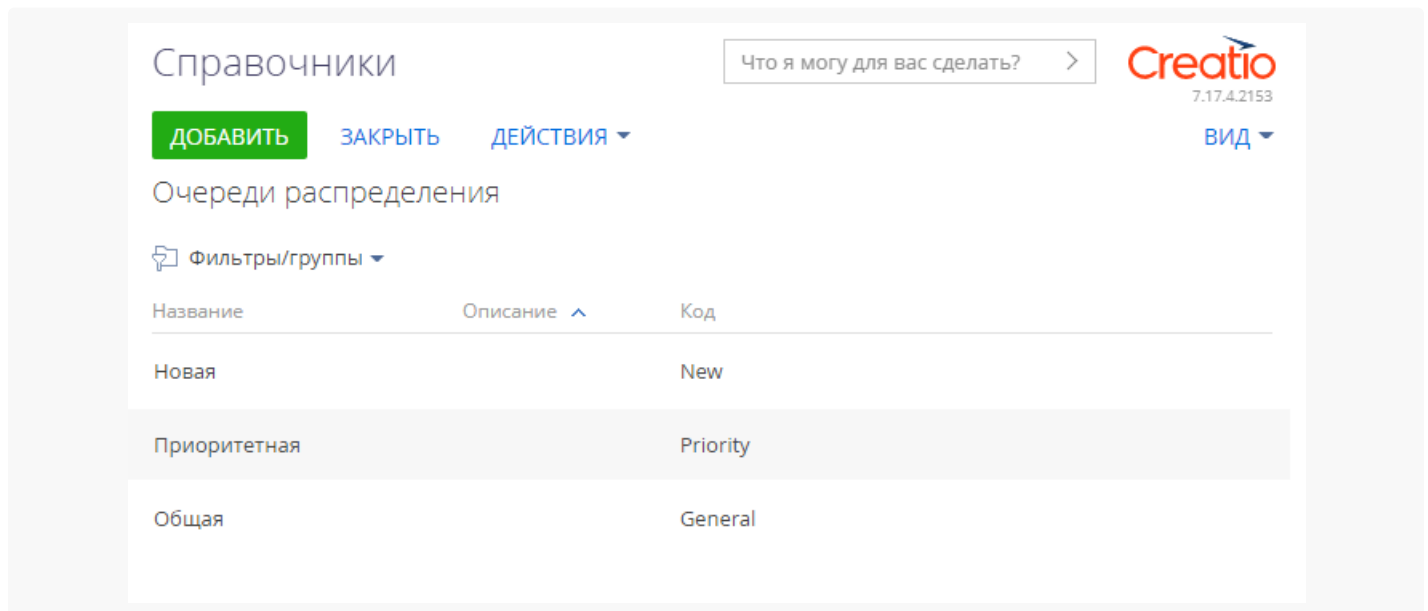 Справочники
Что я могу для вас сделать?
Creatio
7.17.4.2153
ДОБАВИТЬ ЗАКРЫТЬ ДЕЙСТВИЯ ВИД
Очереди распределения
Фильтры/группы
Название Описание Код
Новая New
Приоритетная Priority
Общая General